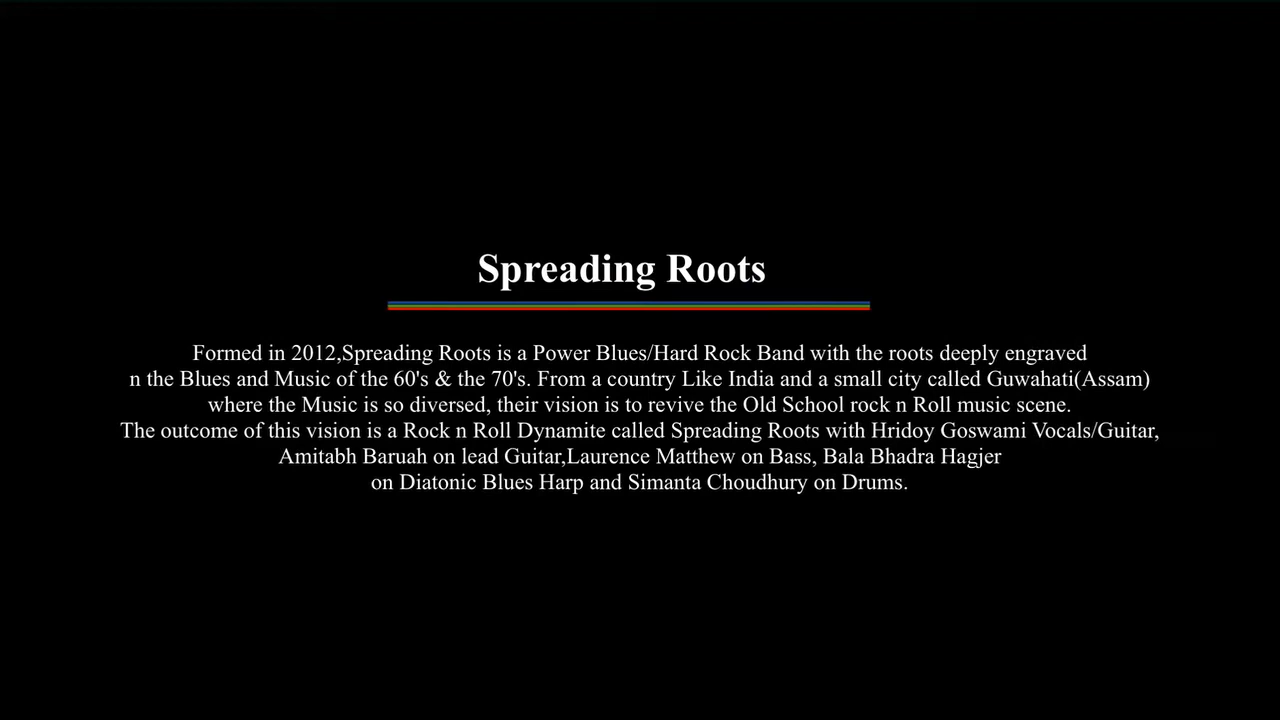 Spreading Roots
Formed in 2012,Spreading Roots is a Power Blues/Hard Rock Band with the roots deeply engraved
n the Blues and Music of the 60's & the 70's. From a country Like India and a small city called Guwahati(Assam)
where the Music is so diversed, their vision is to revive the Old School rock n Roll music scene.
The outcome of this vision is a Rock n Roll Dynamite called Spreading Roots with Hridoy Goswami Vocals/Guitar,
Amitabh Baruah on lead Guitar,Laurence Matthew on Bass, Bala Bhadra Hagjer
on Diatonic Blues Harp and Simanta Choudhury on Drums.